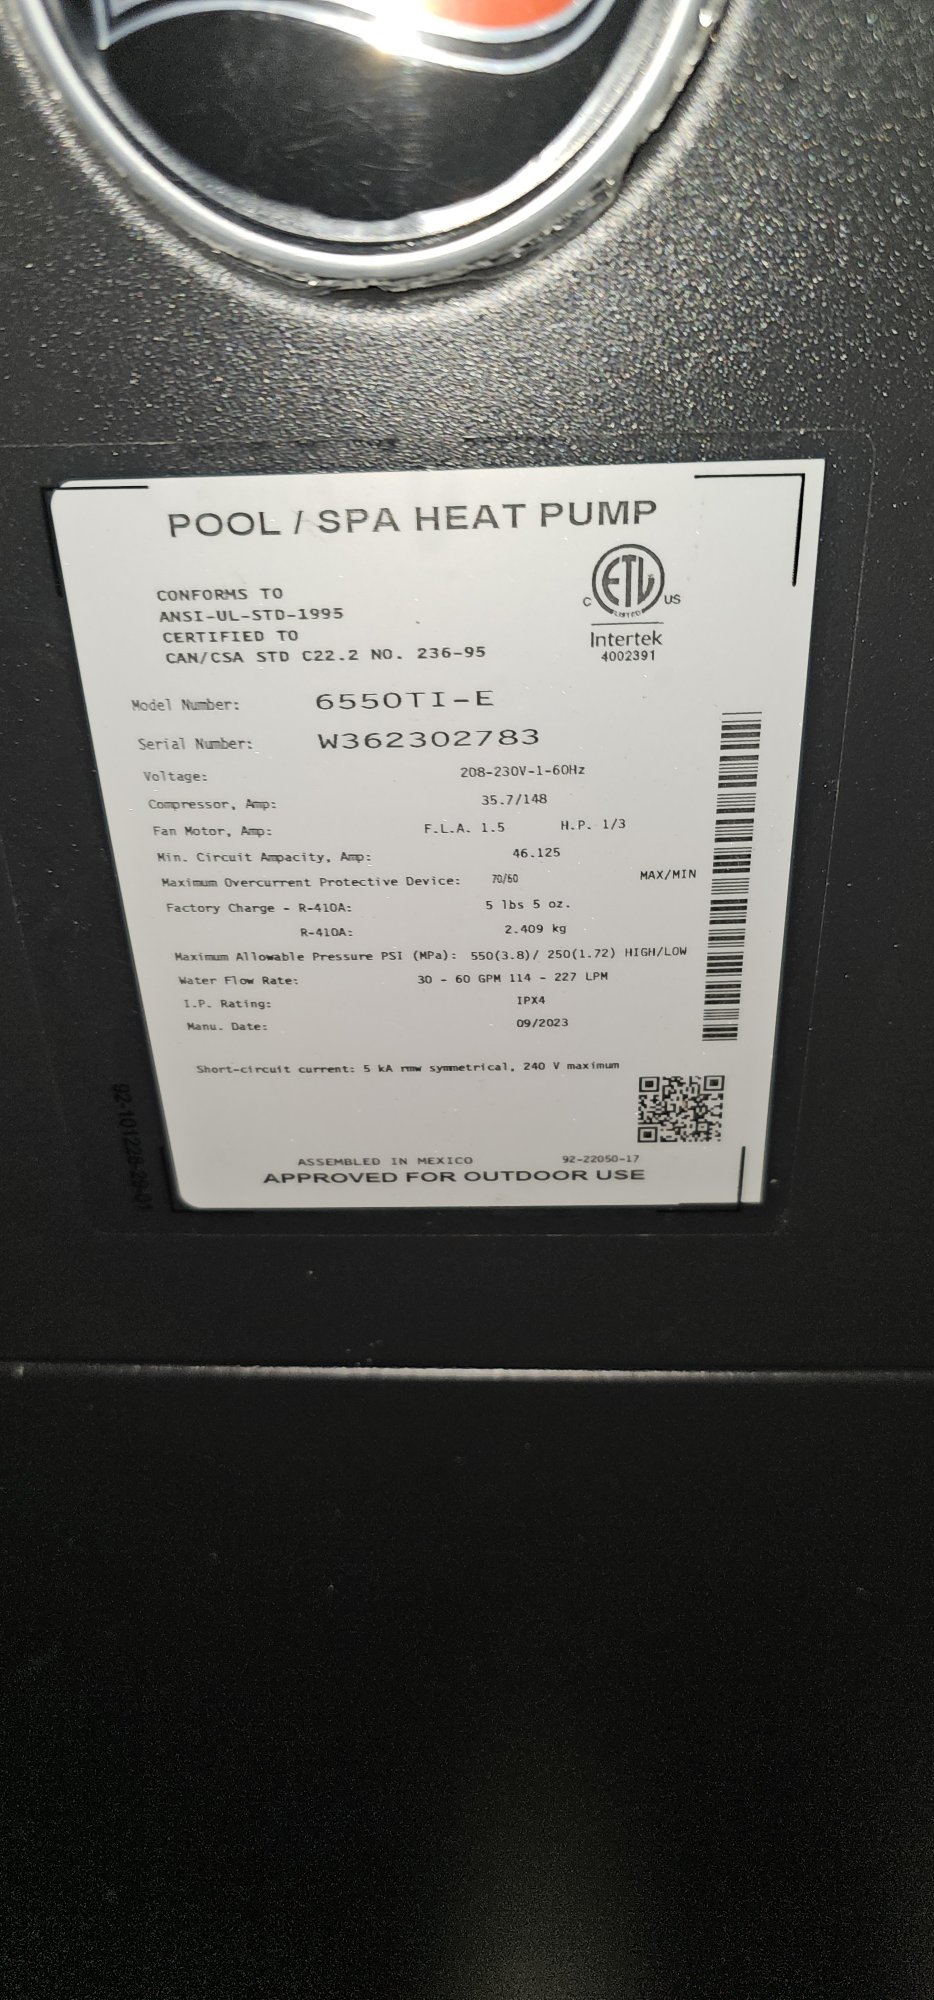 POOL / SPA HEAT PUMP
CONFORMS TO
ANSI-UL-STD-1995
CERTIFIED TO
CAN/CSA STD C22.2 NO. 236-95
ETL
C US
LISTED
Intertek
4002391
Model Number: 6550TI-E
Serial Number: W362302783
Voltage: 208-230V-1-60Hz
Compressor, Amp: 35.7/148
Fan Motor, Amp: F.L.A. 1.5 H.P. 1/3
Min. Circuit Ampacity, Amp: 46.125
Maximum Overcurrent Protective Device: 70/60 MAX/MIN
Factory Charge - R-410A: 5 lbs 5 oz.
R-410A: 2.409 kg
Maximum Allowable Pressure PSI (MPa): 550(3.8)/ 250(1.72) HIGH/LOW
Water Flow Rate: 30 - 60 GPM 114 - 227 LPM
I.P. Rating: IPX4
Manu. Date: 09/2023
Short-circuit current: 5 kA rmw symmetrical, 240 V maximum
ASSEMBLED IN MEXICO 92-22050-17
APPROVED FOR OUTDOOR USE